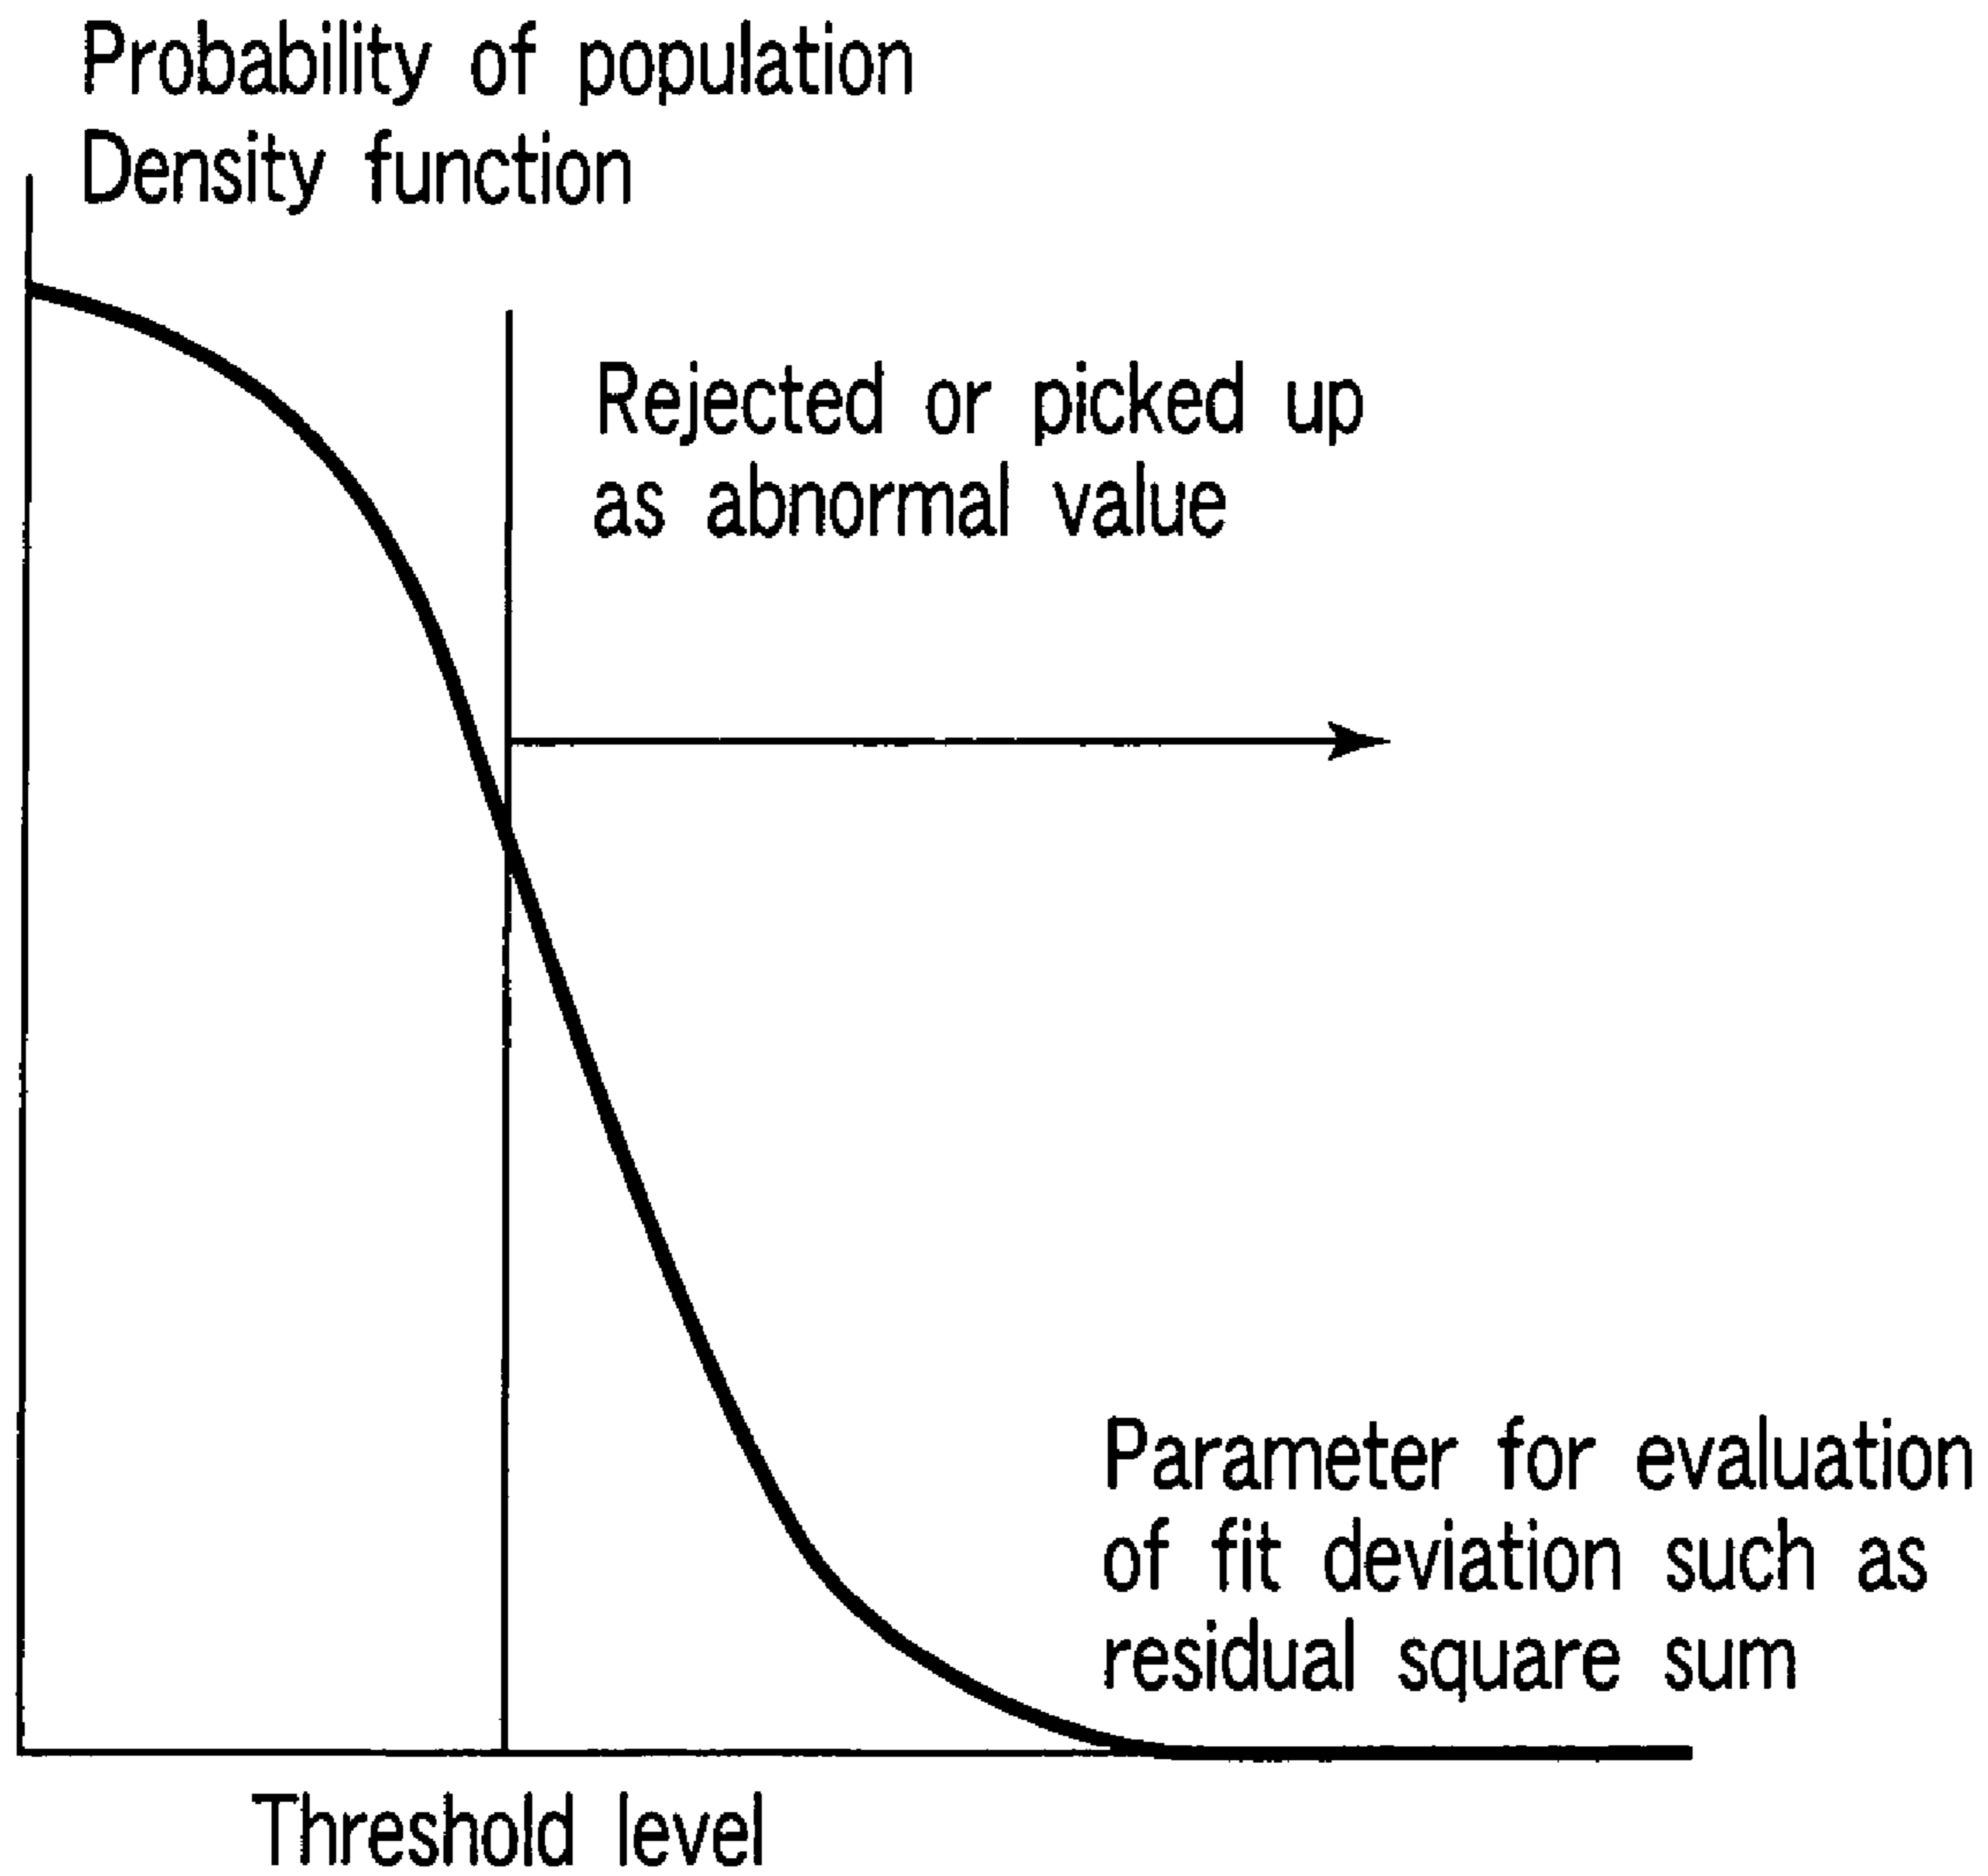 Probability of population
Density function
Rejected or picked up
as abnormal value
Parameter for evaluation
of fit deviation such as
residual square sum
Threshold level